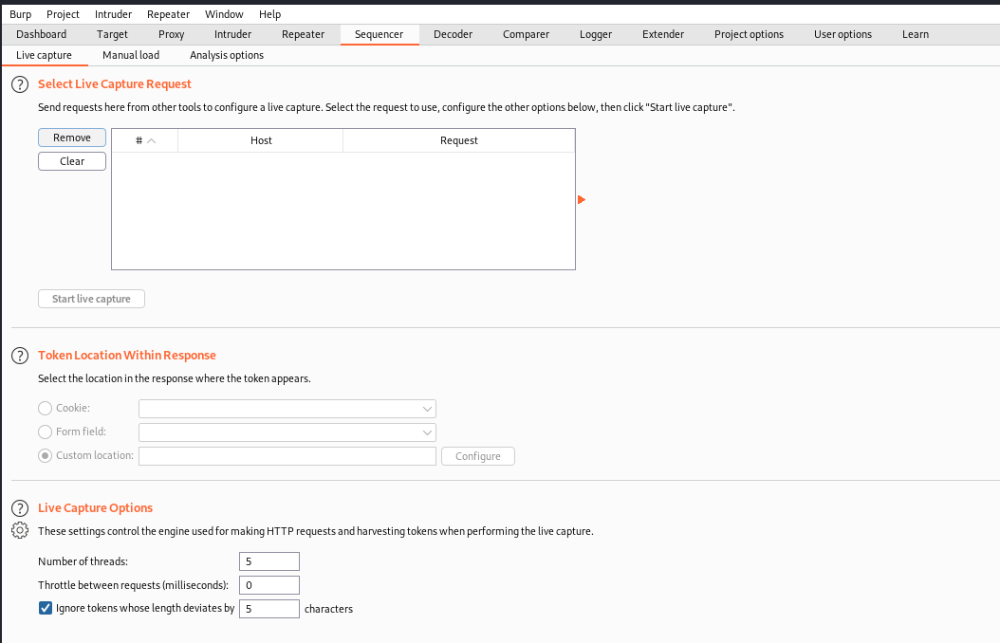 Burp Project Intruder Repeater Window Help
Dashboard Target Proxy Intruder Repeater Sequencer Decoder Comparer Logger Extender Project options User options Learn
Live capture Manual load Analysis options
? Select Live Capture Request
Send requests here from other tools to configure a live capture. Select the request to use, configure the other options below, then click "Start live capture".
Remove # Host Request
Clear
Start live capture
? Token Location Within Response
Select the location in the response where the token appears.
Cookie:
Form field:
Custom location: Configure
? Live Capture Options
These settings control the engine used for making HTTP requests and harvesting tokens when performing the live capture.
Number of threads: 5
Throttle between requests (milliseconds): 0
Ignore tokens whose length deviates by 5 characters